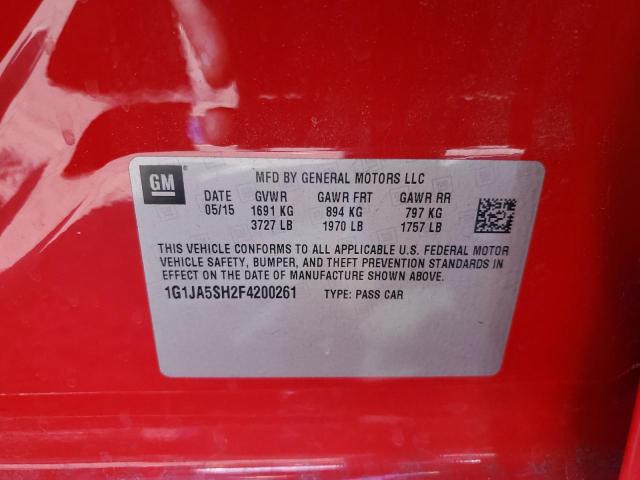 GM
MFD BY GENERAL MOTORS LLC
DATE GVWR GAWR FRT GAWR RR
05/15 1691 KG 894 KG 797 KG
3727 LB 1970 LB 1757 LB
THIS VEHICLE CONFORMS TO ALL APPLICABLE U.S. FEDERAL MOTOR
VEHICLE SAFETY, BUMPER, AND THEFT PREVENTION STANDARDS IN
EFFECT ON THE DATE OF MANUFACTURE SHOWN ABOVE.
1G1JA5SH2F4200261 TYPE: PASS CAR